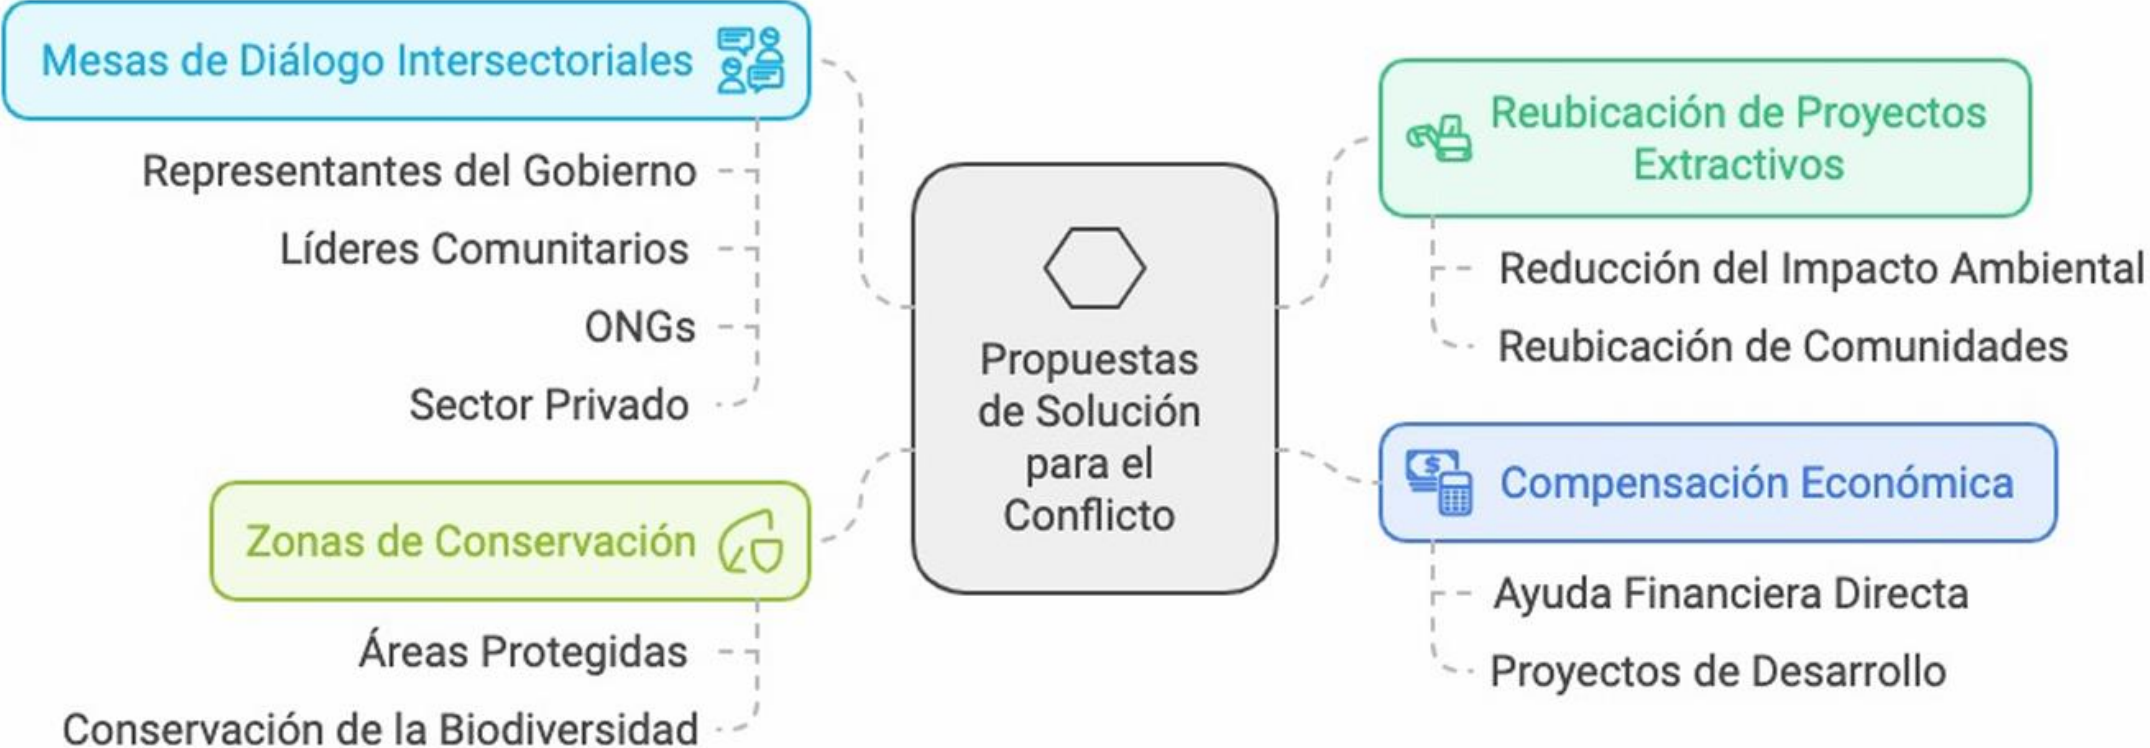 Mesas de Diálogo Intersectoriales
Representantes del Gobierno
Líderes Comunitarios
ONGs
Sector Privado
Zonas de Conservación
Áreas Protegidas
Conservación de la Biodiversidad
Propuestas
de Solución
para el
Conflicto
Reubicación de Proyectos
Extractivos
Reducción del Impacto Ambiental
Reubicación de Comunidades
$
Compensación Económica
Ayuda Financiera Directa
Proyectos de Desarrollo